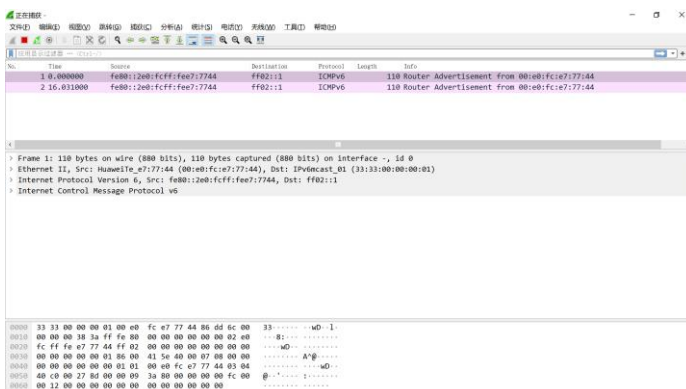 正在捕获 -
文件(F) 编辑(E) 视图(V) 跳转(G) 捕获(C) 分析(A) 统计(S) 电话(Y) 无线(W) 工具(T) 帮助(H)
应用显示过滤器 … <Ctrl-/>
No. Time Source Destination Protocol Length Info
1 0.000000 fe80::2e0:fcff:fee7:7744 ff02::1 ICMPv6 110 Router Advertisement from 00:e0:fc:e7:77:44
2 16.031000 fe80::2e0:fcff:fee7:7744 ff02::1 ICMPv6 110 Router Advertisement from 00:e0:fc:e7:77:44
> Frame 1: 110 bytes on wire (880 bits), 110 bytes captured (880 bits) on interface -, id 0
> Ethernet II, Src: HuaweiTe_e7:77:44 (00:e0:fc:e7:77:44), Dst: IPv6mcast_01 (33:33:00:00:00:01)
> Internet Protocol Version 6, Src: fe80::2e0:fcff:fee7:7744, Dst: ff02::1
> Internet Control Message Protocol v6
0000 33 33 00 00 00 01 00 e0 fc e7 77 44 86 dd 6c 00 33······ ··wD··l·
0010 00 00 00 38 3a ff fe 80 00 00 00 00 00 00 02 e0 ···8:··· ········
0020 fc ff fe e7 77 44 ff 02 00 00 00 00 00 00 00 00 ····wD·· ········
0030 00 00 00 00 00 01 86 00 41 5e 40 00 07 08 00 00 ········ A^@·····
0040 00 00 00 00 00 00 01 01 00 e0 fc e7 77 44 03 04 ········ ····wD··
0050 40 c0 00 27 8d 00 00 09 3a 80 00 00 00 00 fc 00 @··'···· :·······
0060 00 12 00 00 00 00 00 00 00 00 00 00 00 00 ········ ······